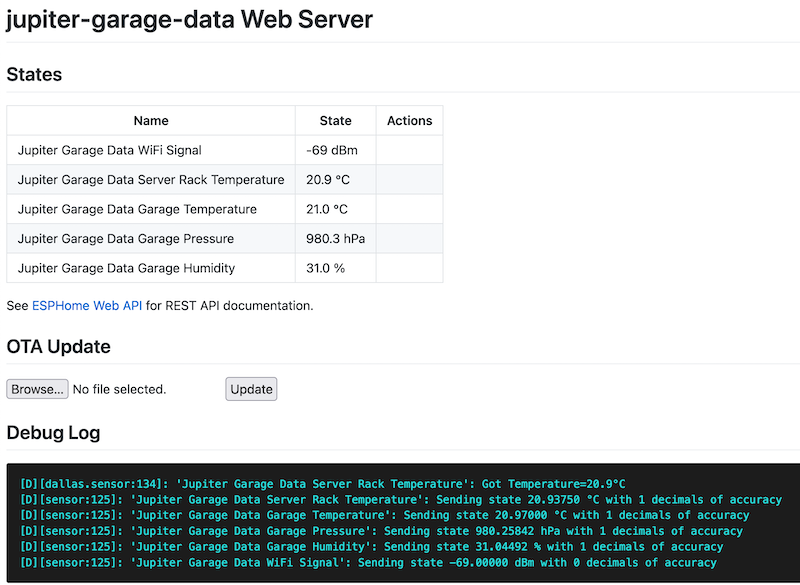 jupiter-garage-data Web Server
States
Name State Actions
Jupiter Garage Data WiFi Signal -69 dBm
Jupiter Garage Data Server Rack Temperature 20.9 °C
Jupiter Garage Data Garage Temperature 21.0 °C
Jupiter Garage Data Garage Pressure 980.3 hPa
Jupiter Garage Data Garage Humidity 31.0 %
See ESPHome Web API for REST API documentation.
OTA Update
Browse... No file selected. Update
Debug Log
[D][dallas.sensor:134]: 'Jupiter Garage Data Server Rack Temperature': Got Temperature=20.9°C
[D][sensor:125]: 'Jupiter Garage Data Server Rack Temperature': Sending state 20.93750 °C with 1 decimals of accuracy
[D][sensor:125]: 'Jupiter Garage Data Garage Temperature': Sending state 20.97000 °C with 1 decimals of accuracy
[D][sensor:125]: 'Jupiter Garage Data Garage Pressure': Sending state 980.25842 hPa with 1 decimals of accuracy
[D][sensor:125]: 'Jupiter Garage Data Garage Humidity': Sending state 31.04492 % with 1 decimals of accuracy
[D][sensor:125]: 'Jupiter Garage Data WiFi Signal': Sending state -69.00000 dBm with 0 decimals of accuracy